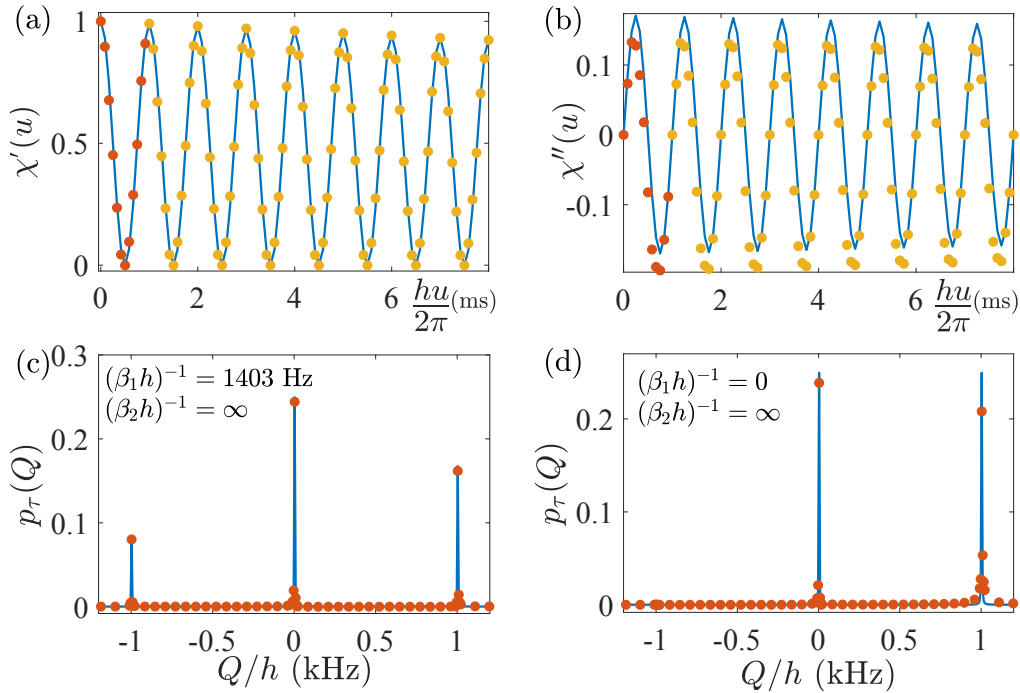 (a)
χ′(u)
1
0.5
0
0 2 4 6 hu/2π (ms)
(b)
χ′′(u)
0.1
0
-0.1
0 2 4 6 hu/2π (ms)
(c)
p_τ(Q)
0.3
0.2
0.1
0
(β₁h)⁻¹ = 1403 Hz
(β₂h)⁻¹ = ∞
-1 -0.5 0 0.5 1
Q/h (kHz)
(d)
p_τ(Q)
0.2
0.1
0
(β₁h)⁻¹ = 0
(β₂h)⁻¹ = ∞
-1 -0.5 0 0.5 1
Q/h (kHz)